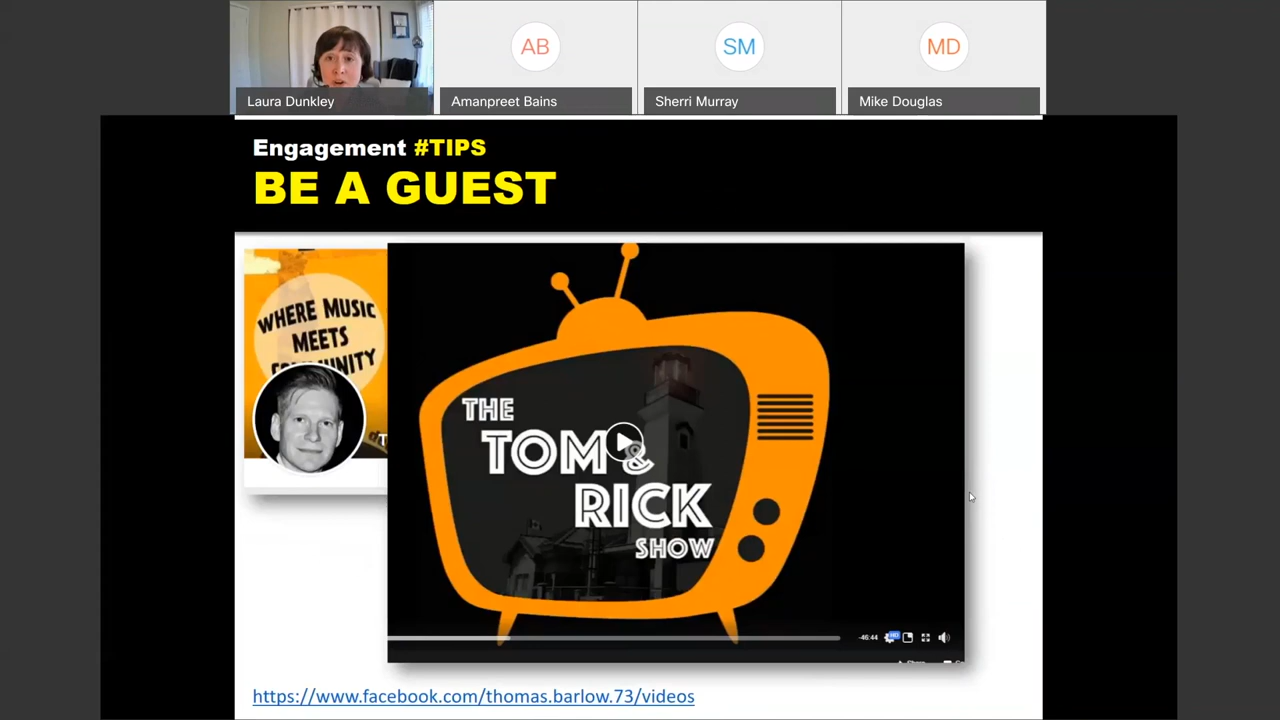 AB
SM
MD
Laura Dunkley
Amanpreet Bains
Sherri Murray
Mike Douglas
Engagement #TIPS
BE A GUEST
WHERE MUSIC
MEETS
THE
TOM &
RICK
SHOW
-46:44
HD
https://www.facebook.com/thomas.barlow.73/videos